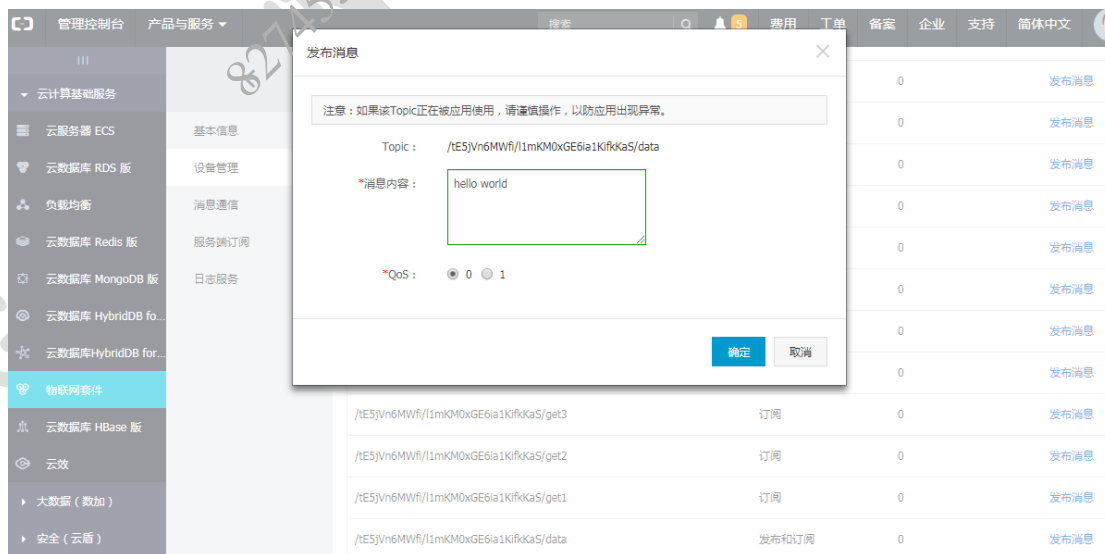 管理控制台 产品与服务 搜索 5 费用 工单 备案 企业 支持 简体中文
82745
云计算基础服务
云服务器 ECS
云数据库 RDS 版
负载均衡
云数据库 Redis 版
云数据库 MongoDB 版
云数据库 HybridDB fo...
云数据库HybridDB for...
物联网套件
云数据库 HBase 版
云效
大数据（数加）
安全（云盾）
基本信息
设备管理
消息通信
服务端订阅
日志服务
发布消息
注意：如果该Topic正在被应用使用，请谨慎操作，以防应用出现异常。
Topic： /tE5jVn6MWfi/l1mKM0xGE6ia1KifkKaS/data
*消息内容： hello world
*QoS： 0 1
确定 取消
0 发布消息
0 发布消息
0 发布消息
0 发布消息
0 发布消息
0 发布消息
0 发布消息
0 发布消息
/tE5jVn6MWfi/l1mKM0xGE6ia1KifkKaS/get3 订阅 0 发布消息
/tE5jVn6MWfi/l1mKM0xGE6ia1KifkKaS/get2 订阅 0 发布消息
/tE5jVn6MWfi/l1mKM0xGE6ia1KifkKaS/get1 订阅 0 发布消息
/tE5jVn6MWfi/l1mKM0xGE6ia1KifkKaS/data 发布和订阅 0 发布消息